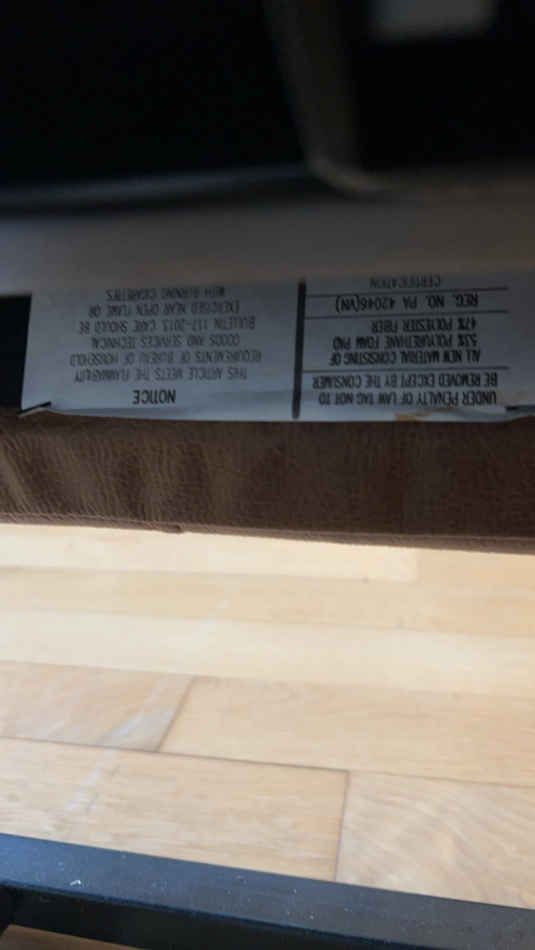 UNDER PENALTY OF LAW TAG NOT TO
BE REMOVED EXCEPT BY THE CONSUMER
ALL NEW MATERIAL CONSISTING OF
53% POLYURETHANE FOAM PAD
47% POLYESTER FIBER
REG. NO. PA 42046(VN)
CERTIFICATION
NOTICE
THIS ARTICLE MEETS THE FLAMMABILITY
REQUIREMENTS OF BUREAU OF HOUSEHOLD
GOODS AND SERVICES TECHNICAL
BULLETIN 117-2013. CARE SHOULD BE
EXERCISED NEAR OPEN FLAME OR
WITH BURNING CIGARETTES.